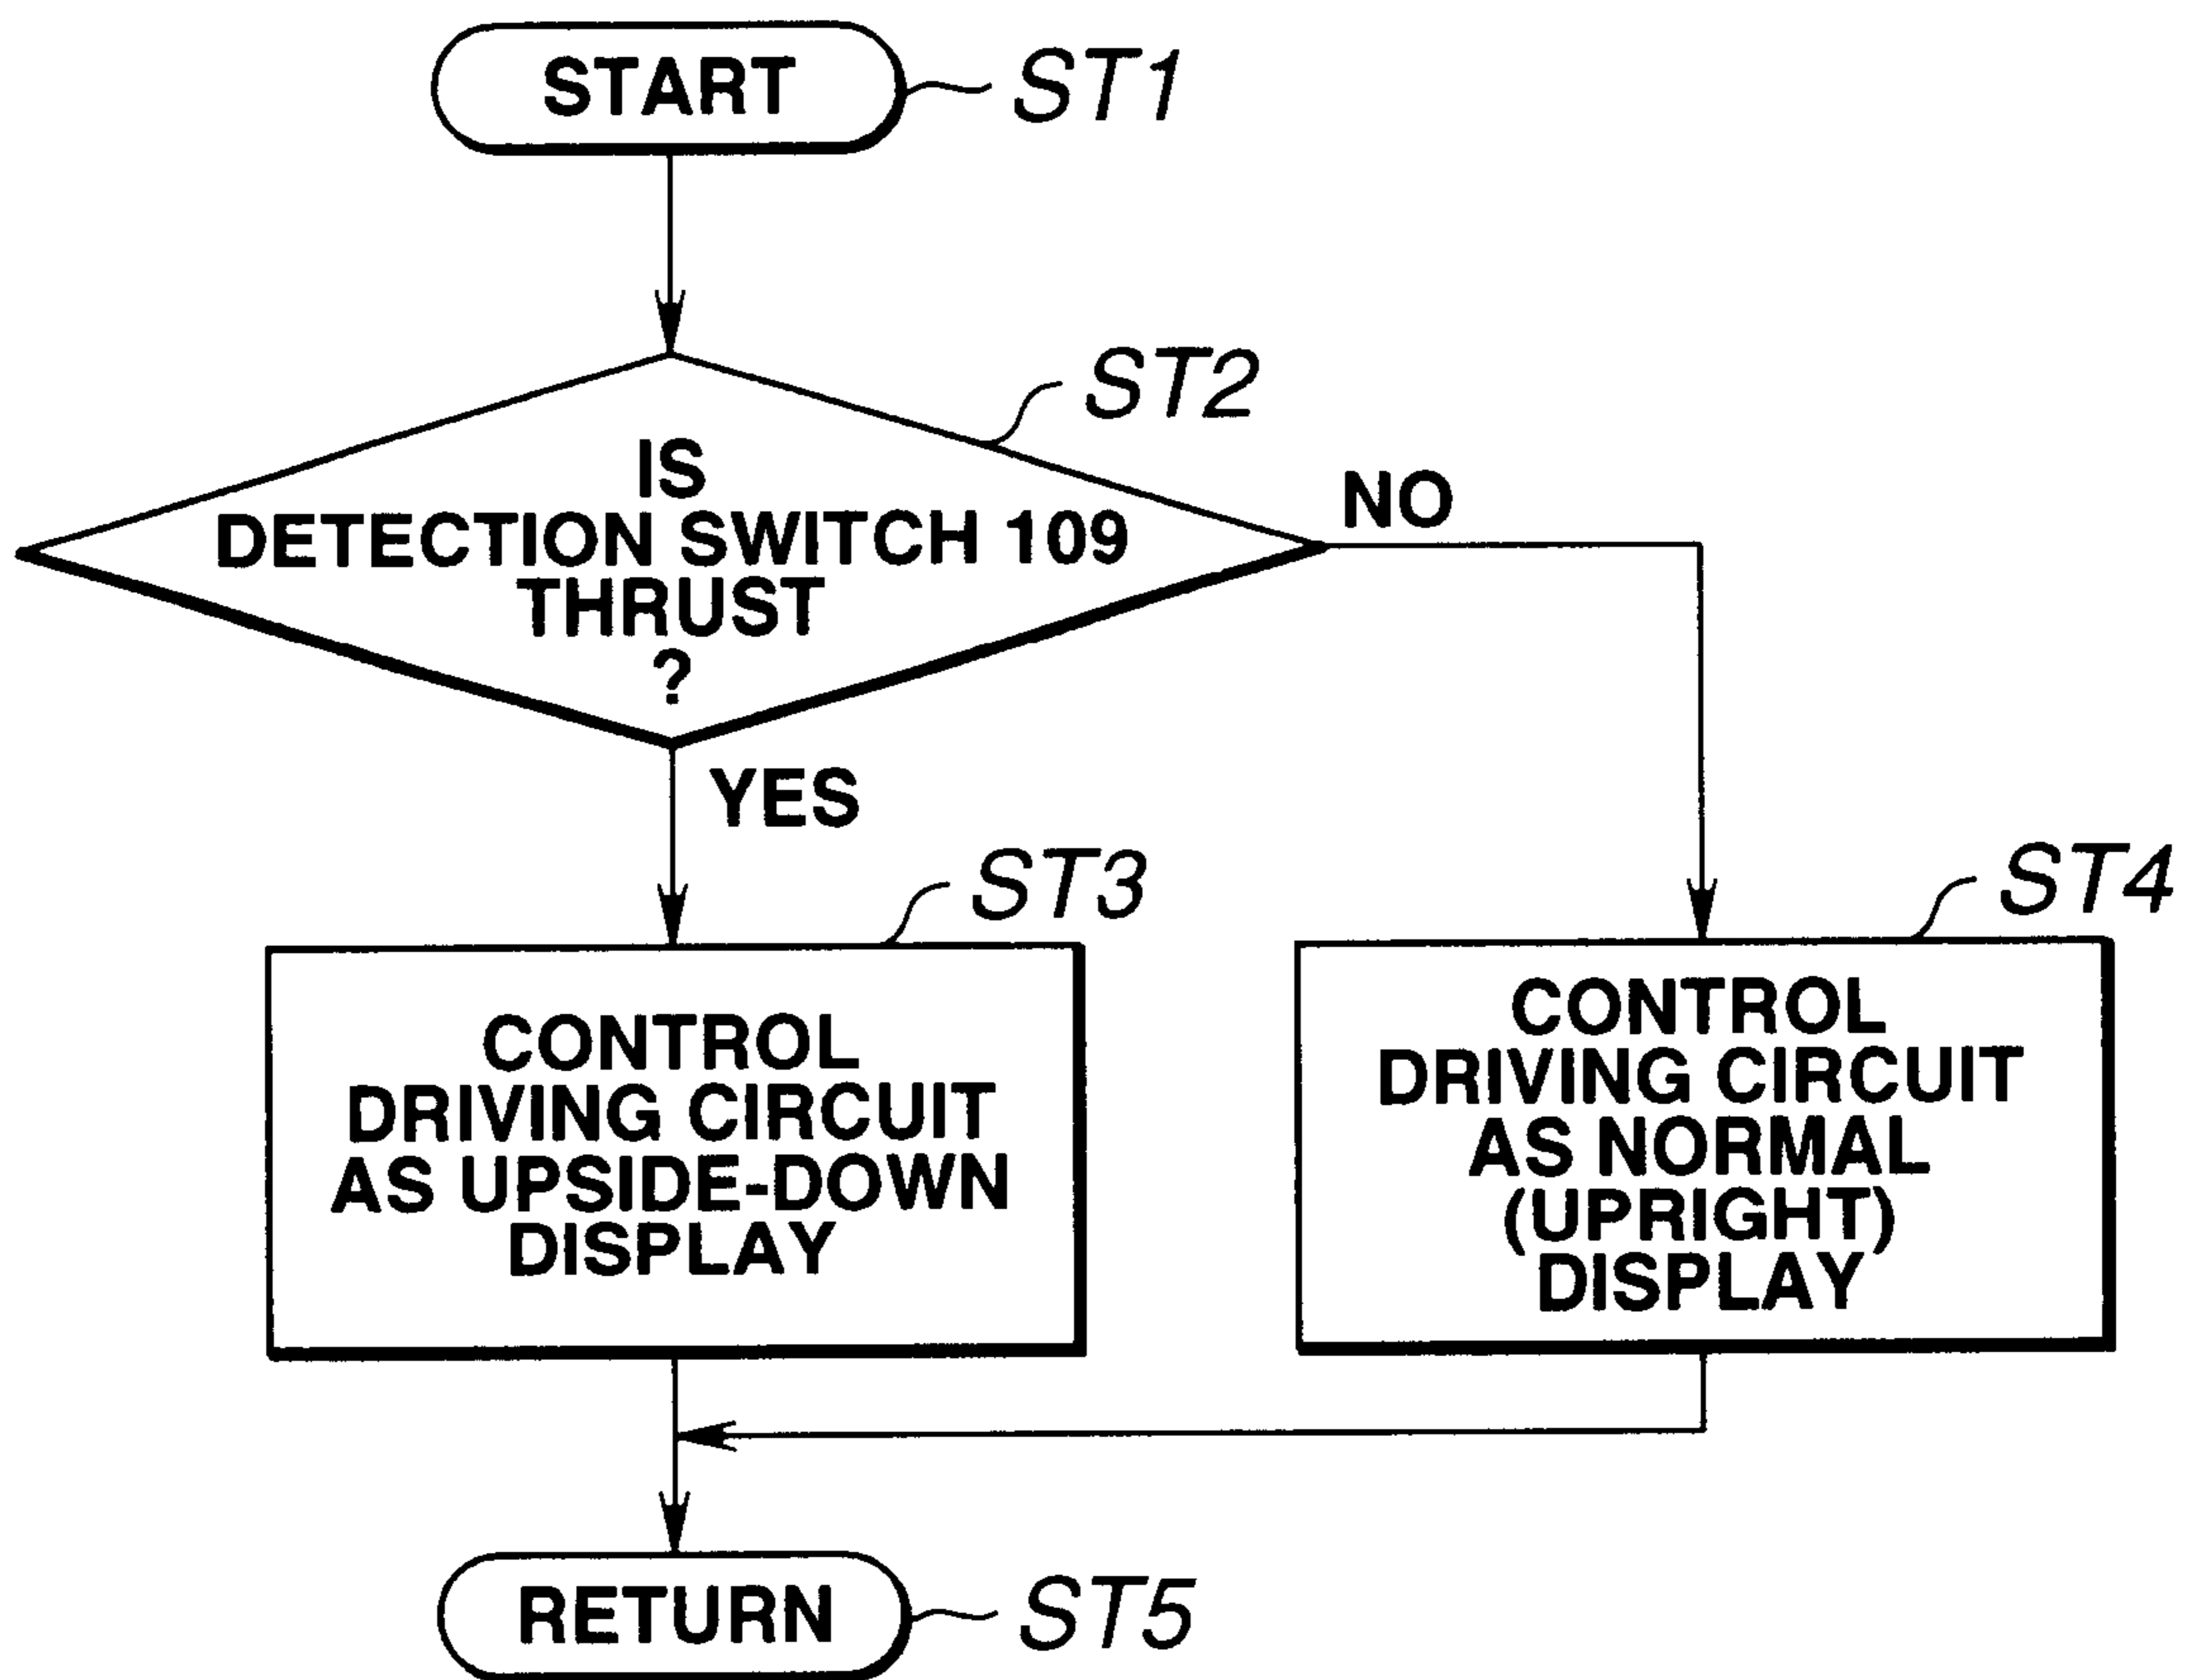 START
ST1
ST2
IS
DETECTION SWITCH 109
THRUST
?
NO
YES
ST3
CONTROL
DRIVING CIRCUIT
AS UPSIDE-DOWN
DISPLAY
ST4
CONTROL
DRIVING CIRCUIT
AS NORMAL
(UPRIGHT)
DISPLAY
RETURN
ST5